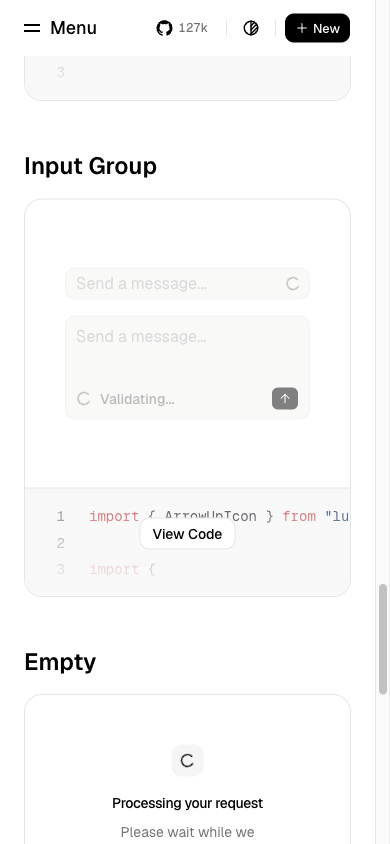 Menu
127k
New
3
Input Group
Send a message...
Send a message...
Validating...
1 import { ArrowUpIcon } from "lu
View Code
2
3 import {
Empty
Processing your request
Please wait while we